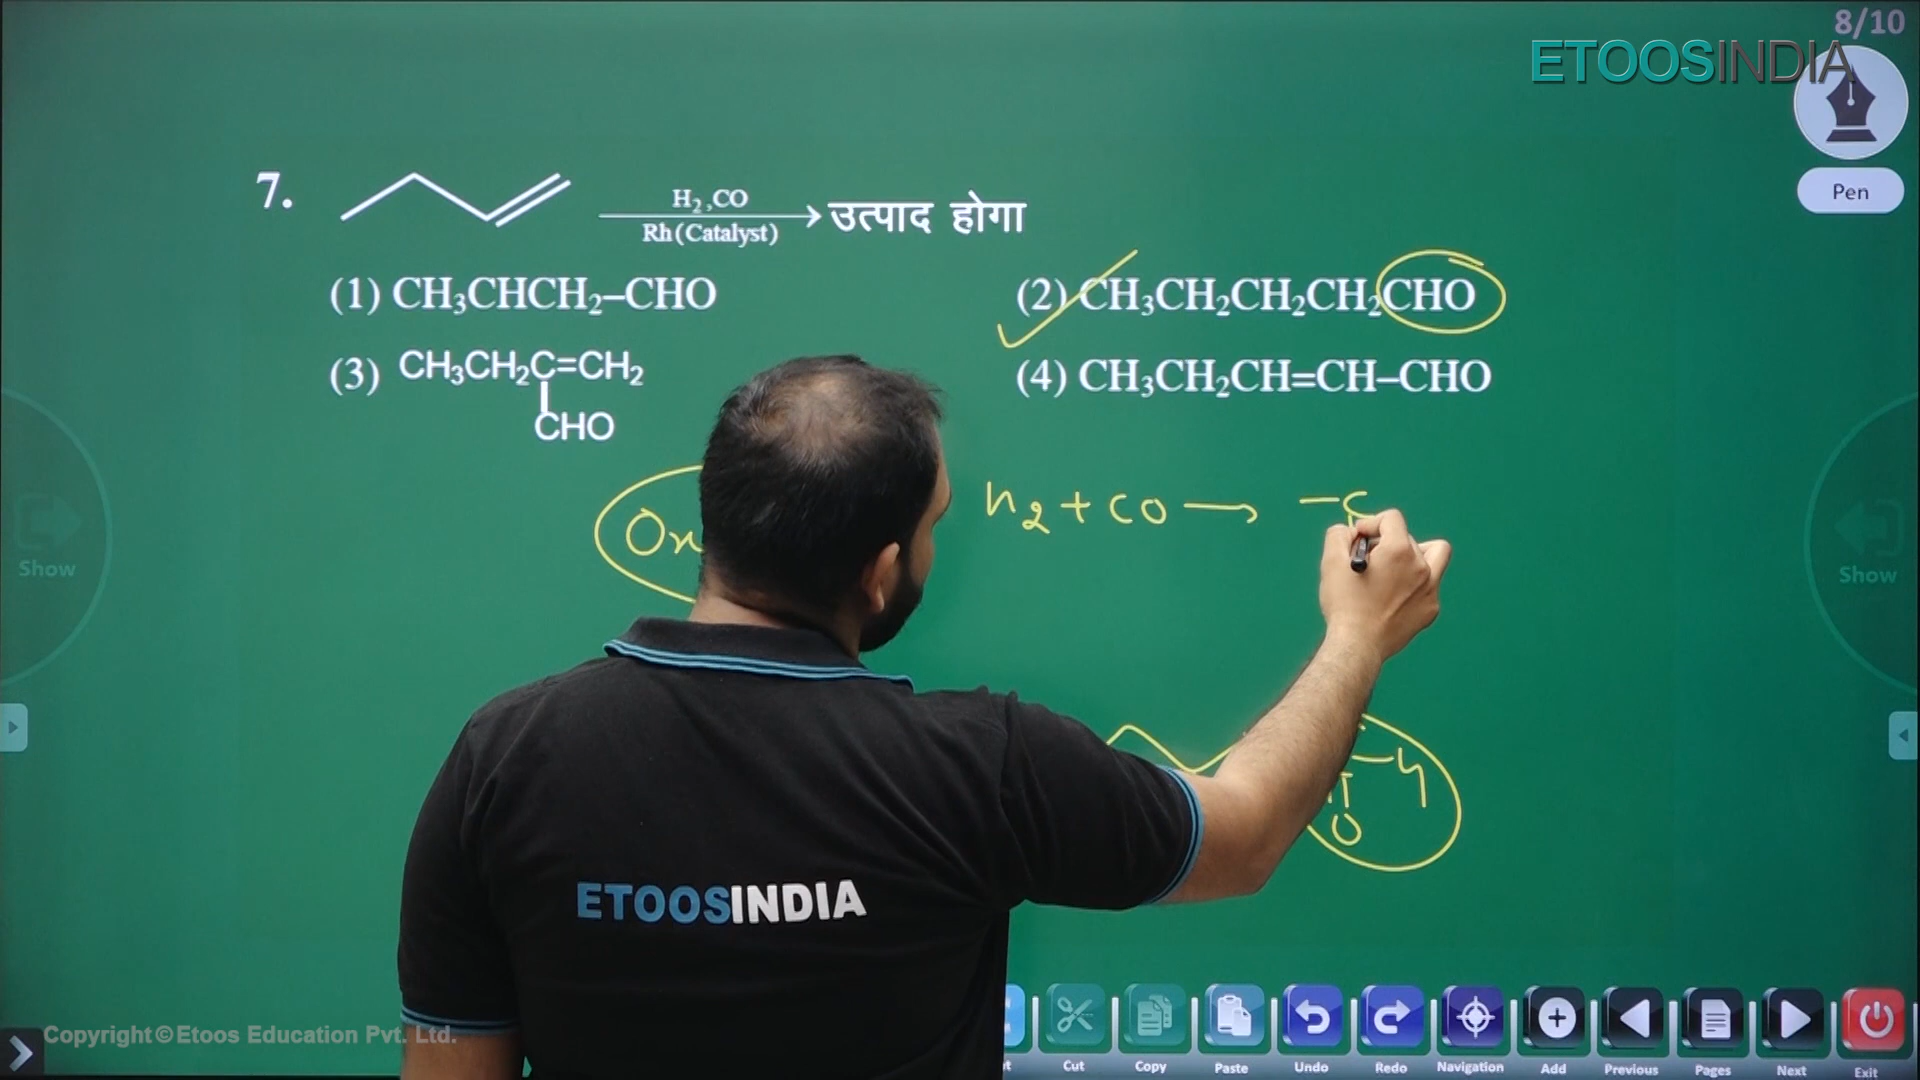 8/10
ETOOSINDIA
Pen
7. H₂,CO Rh(Catalyst) उत्पाद होगा
(1) CH₃CHCH₂–CHO
(2) CH₃CH₂CH₂CH₂CHO
(3) CH₃CH₂C=CH₂
CHO
(4) CH₃CH₂CH=CH–CHO
H₂+CO → –C
O
Show
Show
ETOOSINDIA
Copyright © Etoos Education Pvt. Ltd.
Cut Copy Paste Undo Redo Navigation Add Previous Pages Next Exit